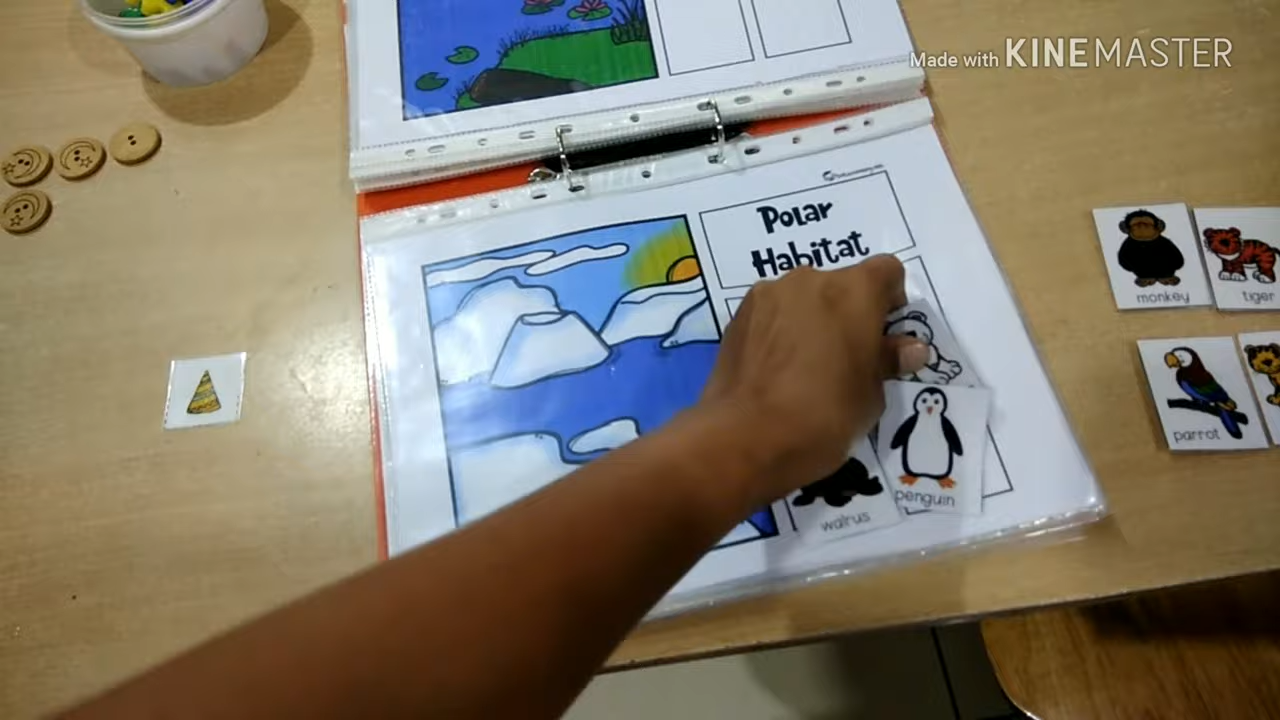 Made with KINEMASTER
Polar
Habitat
monkey
tiger
parrot
penguin
walrus